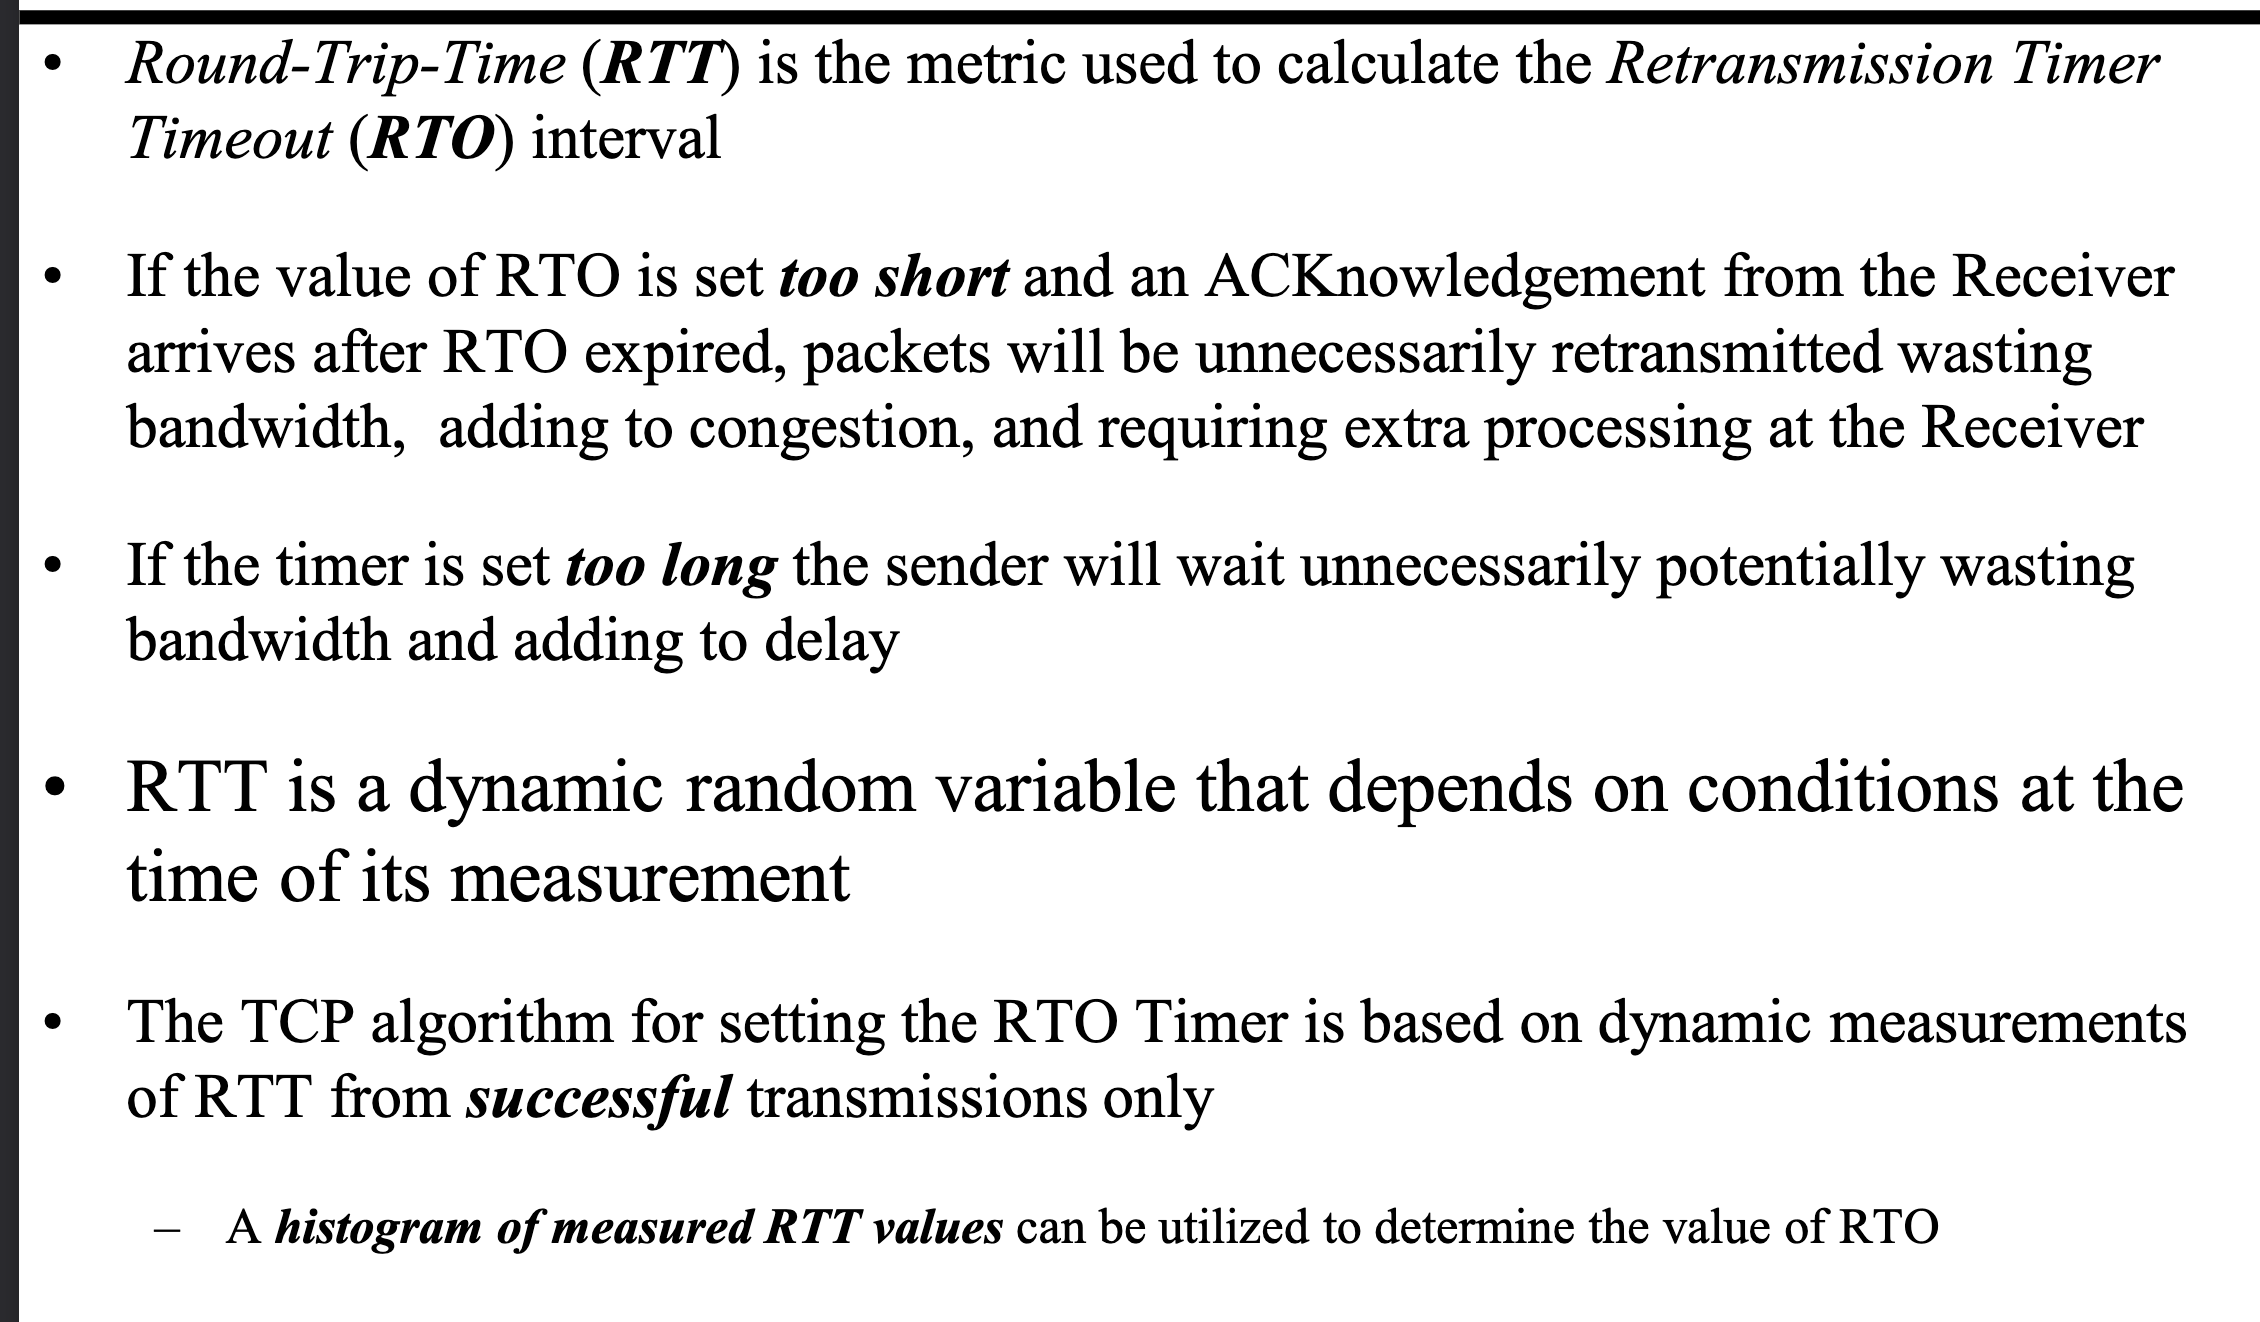 • Round-Trip-Time (RTT) is the metric used to calculate the Retransmission Timer
Timeout (RTO) interval
• If the value of RTO is set too short and an ACKnowledgement from the Receiver
arrives after RTO expired, packets will be unnecessarily retransmitted wasting
bandwidth,  adding to congestion, and requiring extra processing at the Receiver
• If the timer is set too long the sender will wait unnecessarily potentially wasting
bandwidth and adding to delay
• RTT is a dynamic random variable that depends on conditions at the
time of its measurement
• The TCP algorithm for setting the RTO Timer is based on dynamic measurements
of RTT from successful transmissions only
– A histogram of measured RTT values can be utilized to determine the value of RTO